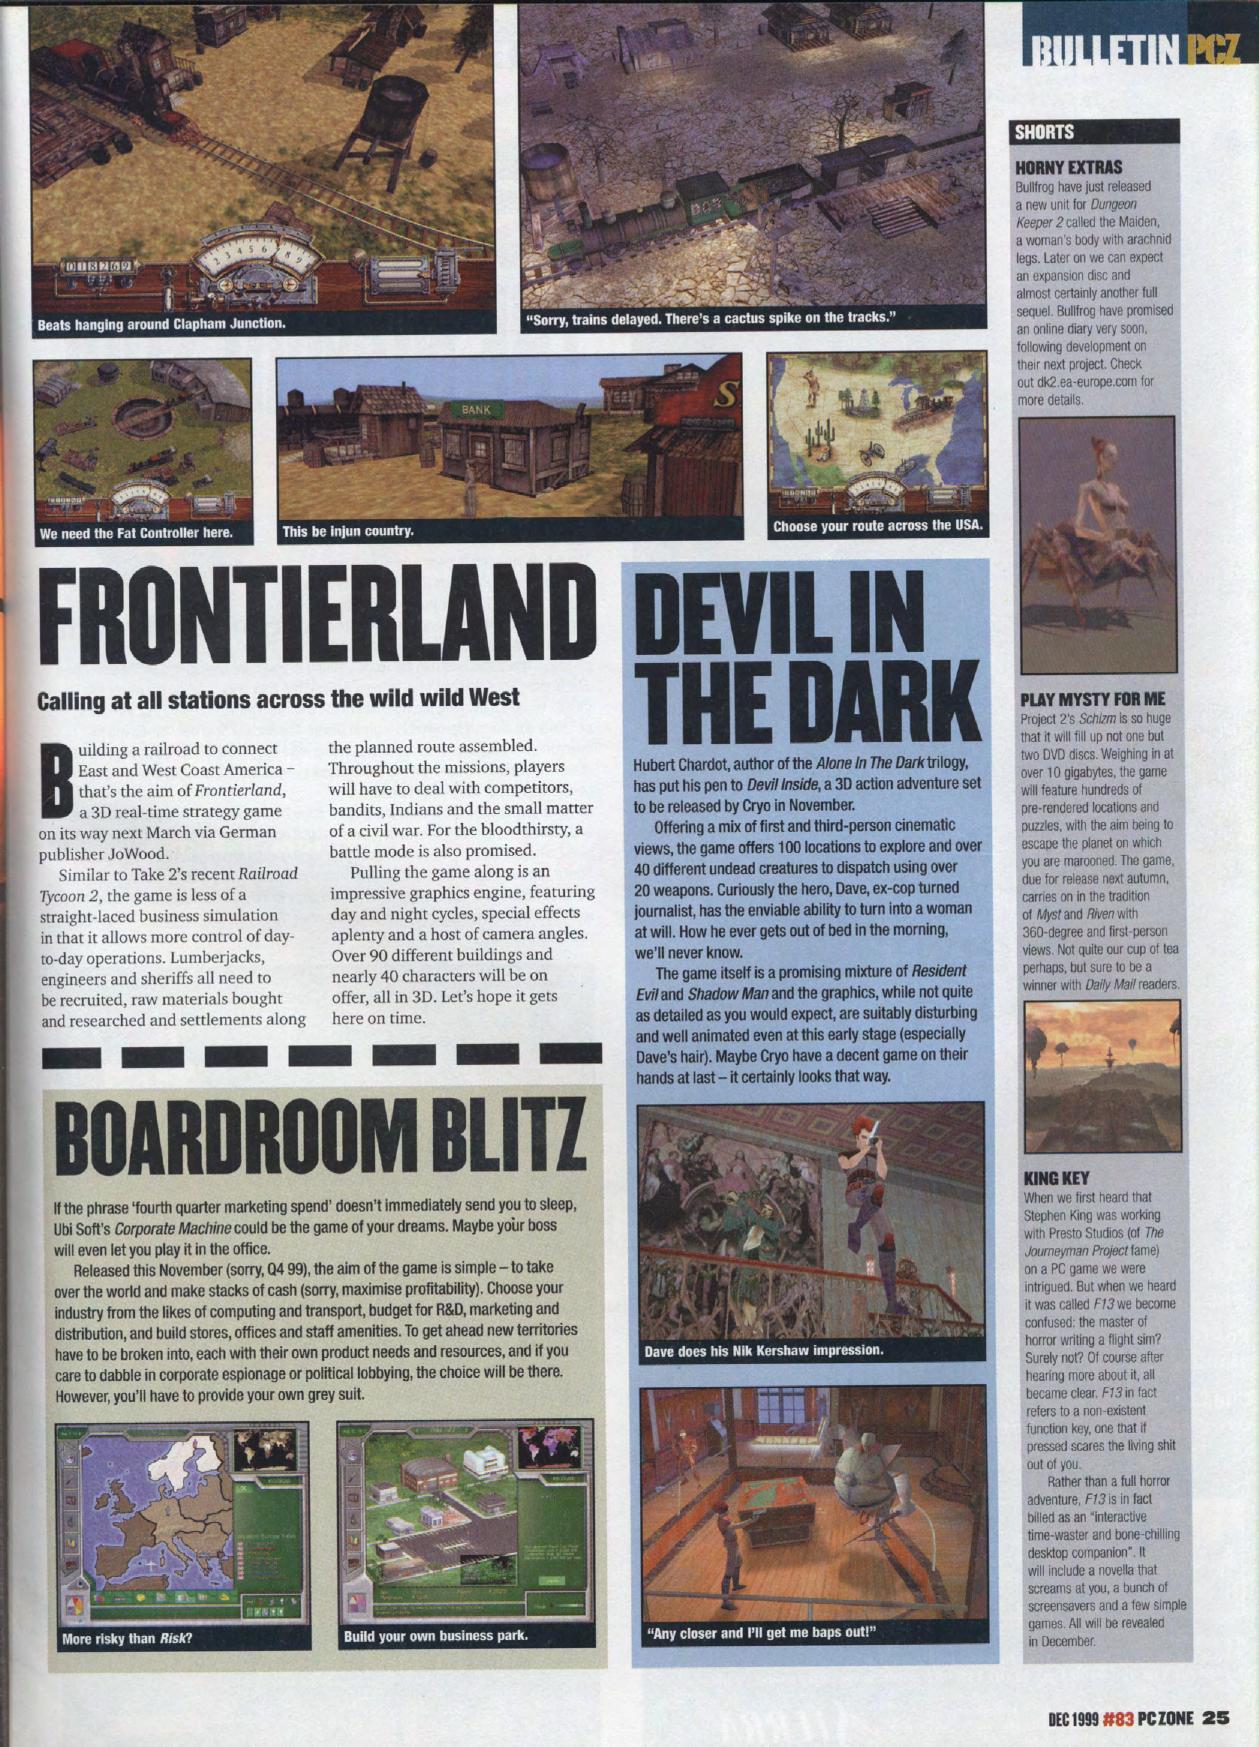 BULLETIN PCZ
Beats hanging around Clapham Junction.
"Sorry, trains delayed. There's a cactus spike on the tracks."
We need the Fat Controller here.
BANK
This be injun country.
Choose your route across the USA.
FRONTIERLAND
Calling at all stations across the wild wild West
Building a railroad to connect
East and West Coast America –
that's the aim of Frontierland,
a 3D real-time strategy game
on its way next March via German
publisher JoWood.
Similar to Take 2's recent Railroad
Tycoon 2, the game is less of a
straight-laced business simulation
in that it allows more control of day-
to-day operations. Lumberjacks,
engineers and sheriffs all need to
be recruited, raw materials bought
and researched and settlements along
the planned route assembled.
Throughout the missions, players
will have to deal with competitors,
bandits, Indians and the small matter
of a civil war. For the bloodthirsty, a
battle mode is also promised.
Pulling the game along is an
impressive graphics engine, featuring
day and night cycles, special effects
aplenty and a host of camera angles.
Over 90 different buildings and
nearly 40 characters will be on
offer, all in 3D. Let's hope it gets
here on time.
BOARDROOM BLITZ
If the phrase 'fourth quarter marketing spend' doesn't immediately send you to sleep,
Ubi Soft's Corporate Machine could be the game of your dreams. Maybe your boss
will even let you play it in the office.
Released this November (sorry, Q4 99), the aim of the game is simple – to take
over the world and make stacks of cash (sorry, maximise profitability). Choose your
industry from the likes of computing and transport, budget for R&D, marketing and
distribution, and build stores, offices and staff amenities. To get ahead new territories
have to be broken into, each with their own product needs and resources, and if you
care to dabble in corporate espionage or political lobbying, the choice will be there.
However, you'll have to provide your own grey suit.
More risky than Risk?
Build your own business park.
DEVIL IN
THE DARK
Hubert Chardot, author of the Alone In The Dark trilogy,
has put his pen to Devil Inside, a 3D action adventure set
to be released by Cryo in November.
Offering a mix of first and third-person cinematic
views, the game offers 100 locations to explore and over
40 different undead creatures to dispatch using over
20 weapons. Curiously the hero, Dave, ex-cop turned
journalist, has the enviable ability to turn into a woman
at will. How he ever gets out of bed in the morning,
we'll never know.
The game itself is a promising mixture of Resident
Evil and Shadow Man and the graphics, while not quite
as detailed as you would expect, are suitably disturbing
and well animated even at this early stage (especially
Dave's hair). Maybe Cryo have a decent game on their
hands at last – it certainly looks that way.
Dave does his Nik Kershaw impression.
"Any closer and I'll get me baps out!"
SHORTS
HORNY EXTRAS
Bullfrog have just released
a new unit for Dungeon
Keeper 2 called the Maiden,
a woman's body with arachnid
legs. Later on we can expect
an expansion disc and
almost certainly another full
sequel. Bullfrog have promised
an online diary very soon,
following development on
their next project. Check
out dk2.ea-europe.com for
more details.
PLAY MYSTY FOR ME
Project 2's Schizm is so huge
that it will fill up not one but
two DVD discs. Weighing in at
over 10 gigabytes, the game
will feature hundreds of
pre-rendered locations and
puzzles, with the aim being to
escape the planet on which
you are marooned. The game,
due for release next autumn,
carries on in the tradition
of Myst and Riven with
360-degree and first-person
views. Not quite our cup of tea
perhaps, but sure to be a
winner with Daily Mail readers.
KING KEY
When we first heard that
Stephen King was working
with Presto Studios (of The
Journeyman Project fame)
on a PC game we were
intrigued. But when we heard
it was called F13 we become
confused: the master of
horror writing a flight sim?
Surely not? Of course after
hearing more about it, all
became clear. F13 in fact
refers to a non-existent
function key, one that if
pressed scares the living shit
out of you.
Rather than a full horror
adventure, F13 is in fact
billed as an "interactive
time-waster and bone-chilling
desktop companion". It
will include a novella that
screams at you, a bunch of
screensavers and a few simple
games. All will be revealed
in December.
DEC 1999 #83 PC ZONE 25